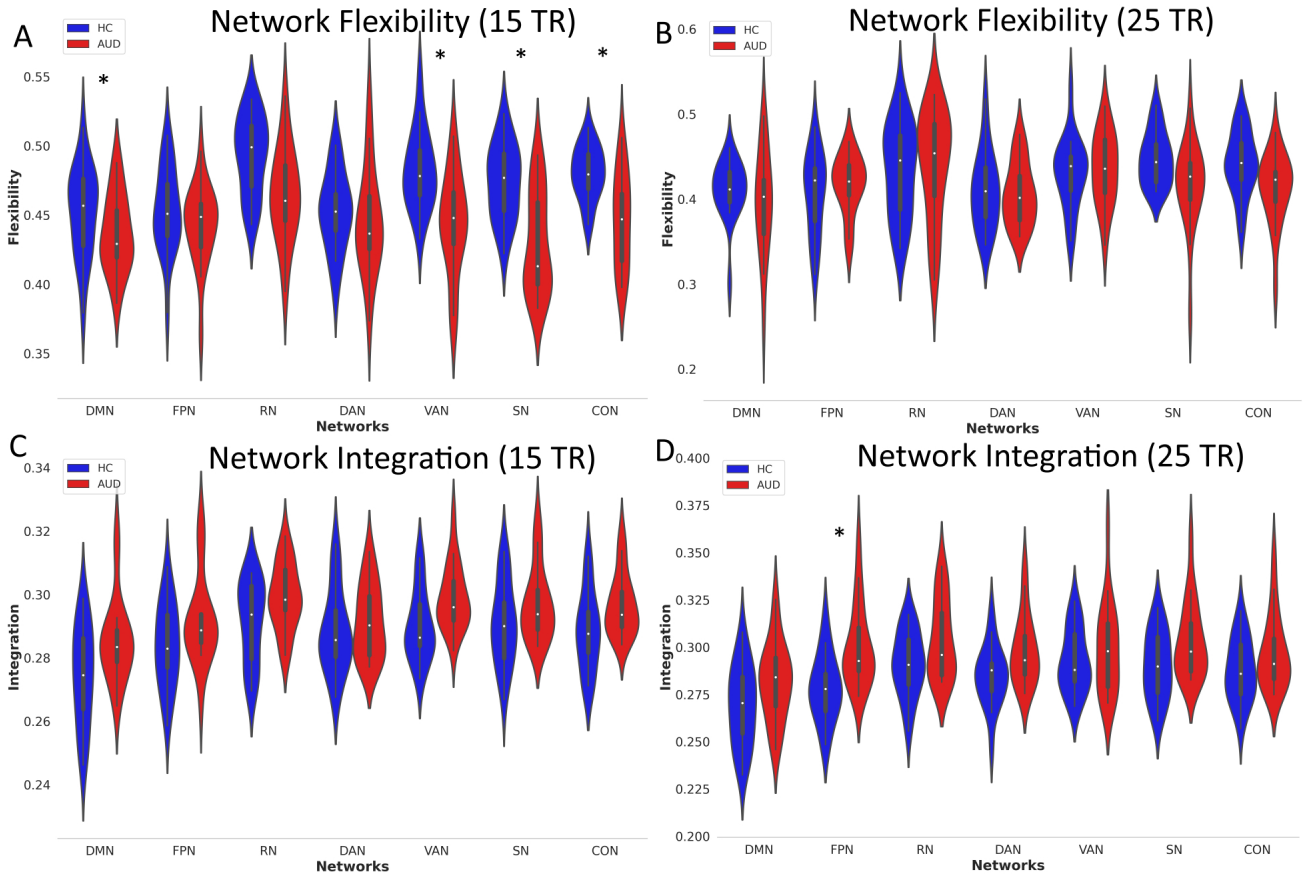 A
Network Flexibility (15 TR)
HC
AUD
*
*
*
*
0.55
0.50
0.45
0.40
0.35
Flexibility
DMN FPN RN DAN VAN SN CON
Networks
B
Network Flexibility (25 TR)
HC
AUD
0.6
0.5
0.4
0.3
0.2
Flexibility
DMN FPN RN DAN VAN SN CON
Networks
C
Network Integration (15 TR)
HC
AUD
0.34
0.32
0.30
0.28
0.26
0.24
Integration
DMN FPN RN DAN VAN SN CON
Networks
D
Network Integration (25 TR)
HC
AUD
*
0.400
0.375
0.350
0.325
0.300
0.275
0.250
0.225
0.200
Integration
DMN FPN RN DAN VAN SN CON
Networks